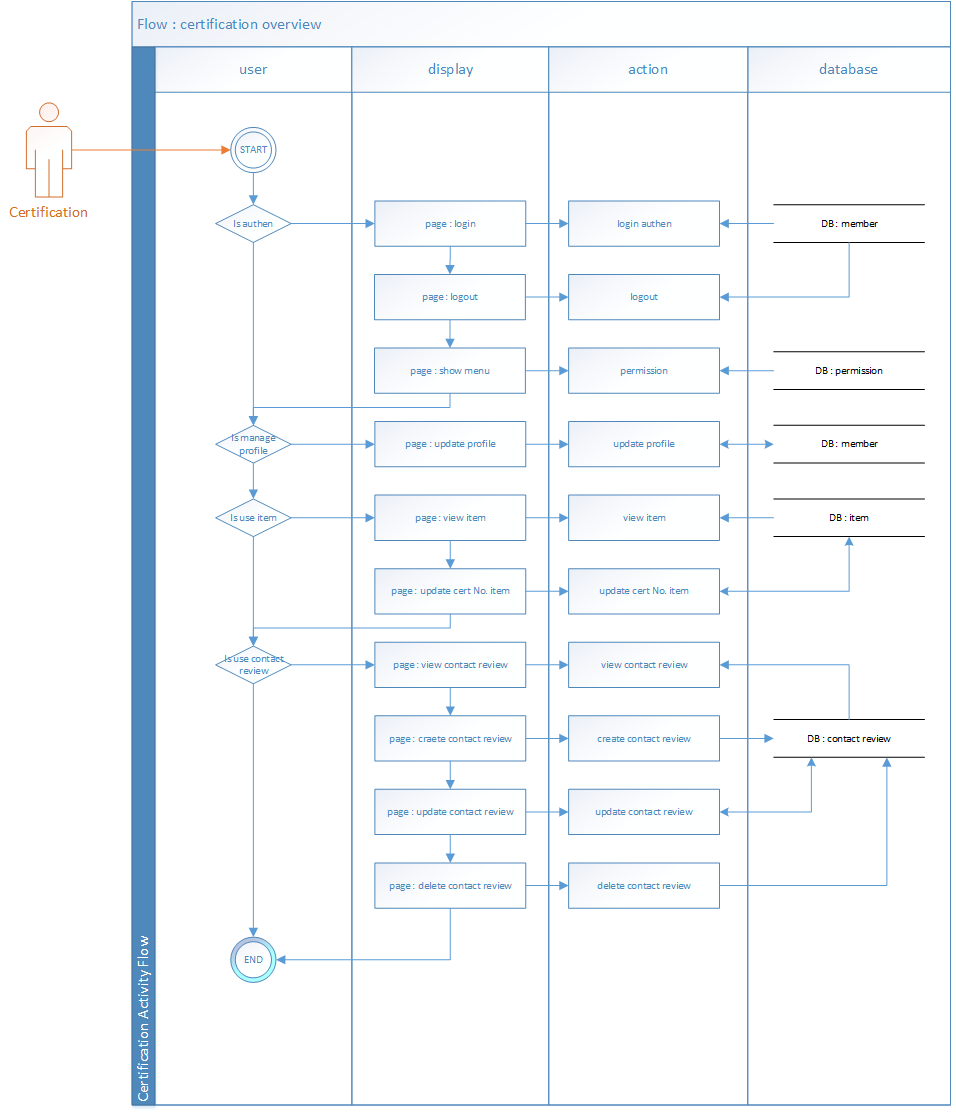 Flow : certification overview
user
display
action
database
START
Certification
Is authen
page : login
login authen
DB : member
page : logout
logout
page : show menu
permission
DB : permission
Is manage
profile
page : update profile
update profile
DB : member
Is use item
page : view item
view item
DB : item
page : update cert No. item
update cert No. item
Is use contact
review
page : view contact review
view contact review
page : craete contact review
create contact review
DB : contact review
page : update contact review
update contact review
page : delete contact review
delete contact review
END
Certification Activity Flow